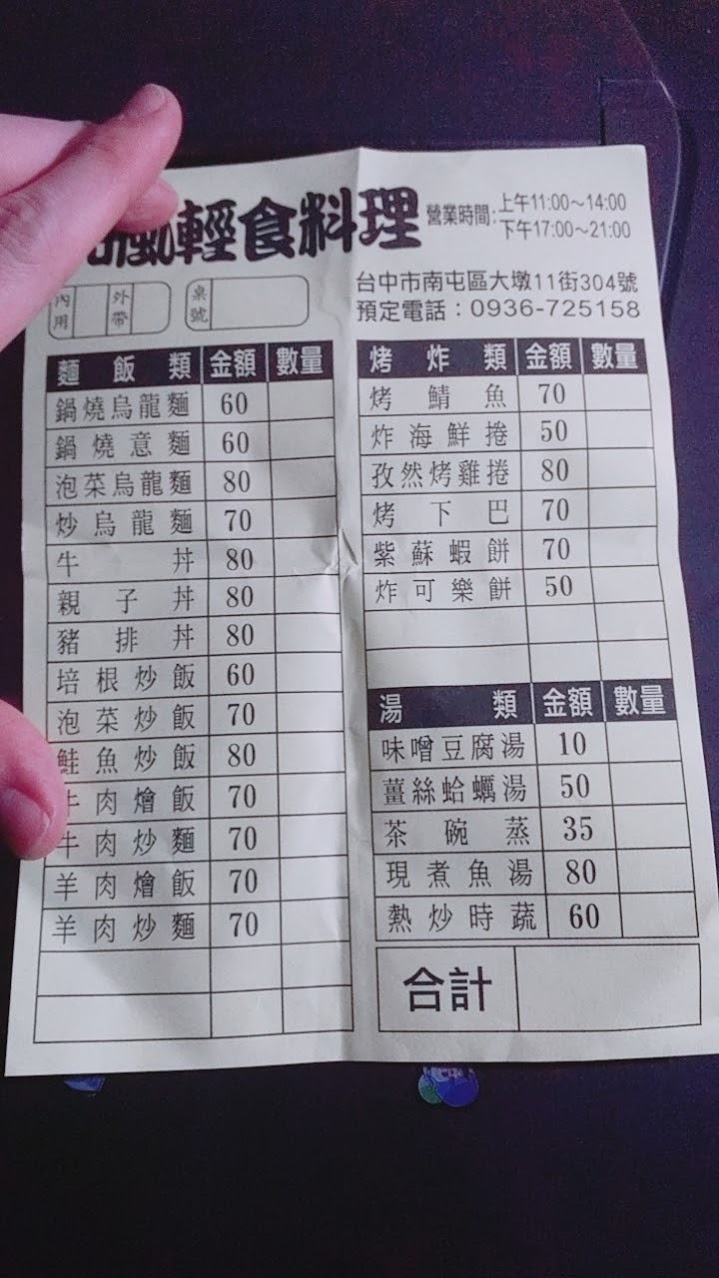 風輕食料理
營業時間:上午11:00～14:00
下午17:00～21:00
台中市南屯區大墩11街304號
預定電話：0936-725158
內用 外帶 桌號
麵飯類 金額 數量
鍋燒烏龍麵 60
鍋燒意麵 60
泡菜烏龍麵 80
炒烏龍麵 70
牛丼 80
親子丼 80
豬排丼 80
培根炒飯 60
泡菜炒飯 70
鮭魚炒飯 80
牛肉燴飯 70
牛肉炒麵 70
羊肉燴飯 70
羊肉炒麵 70
烤炸類 金額 數量
烤鯖魚 70
炸海鮮捲 50
孜然烤雞捲 80
烤下巴 70
紫蘇蝦餅 70
炸可樂餅 50
湯類 金額 數量
味噌豆腐湯 10
薑絲蛤蠣湯 50
茶碗蒸 35
現煮魚湯 80
熱炒時蔬 60
合計